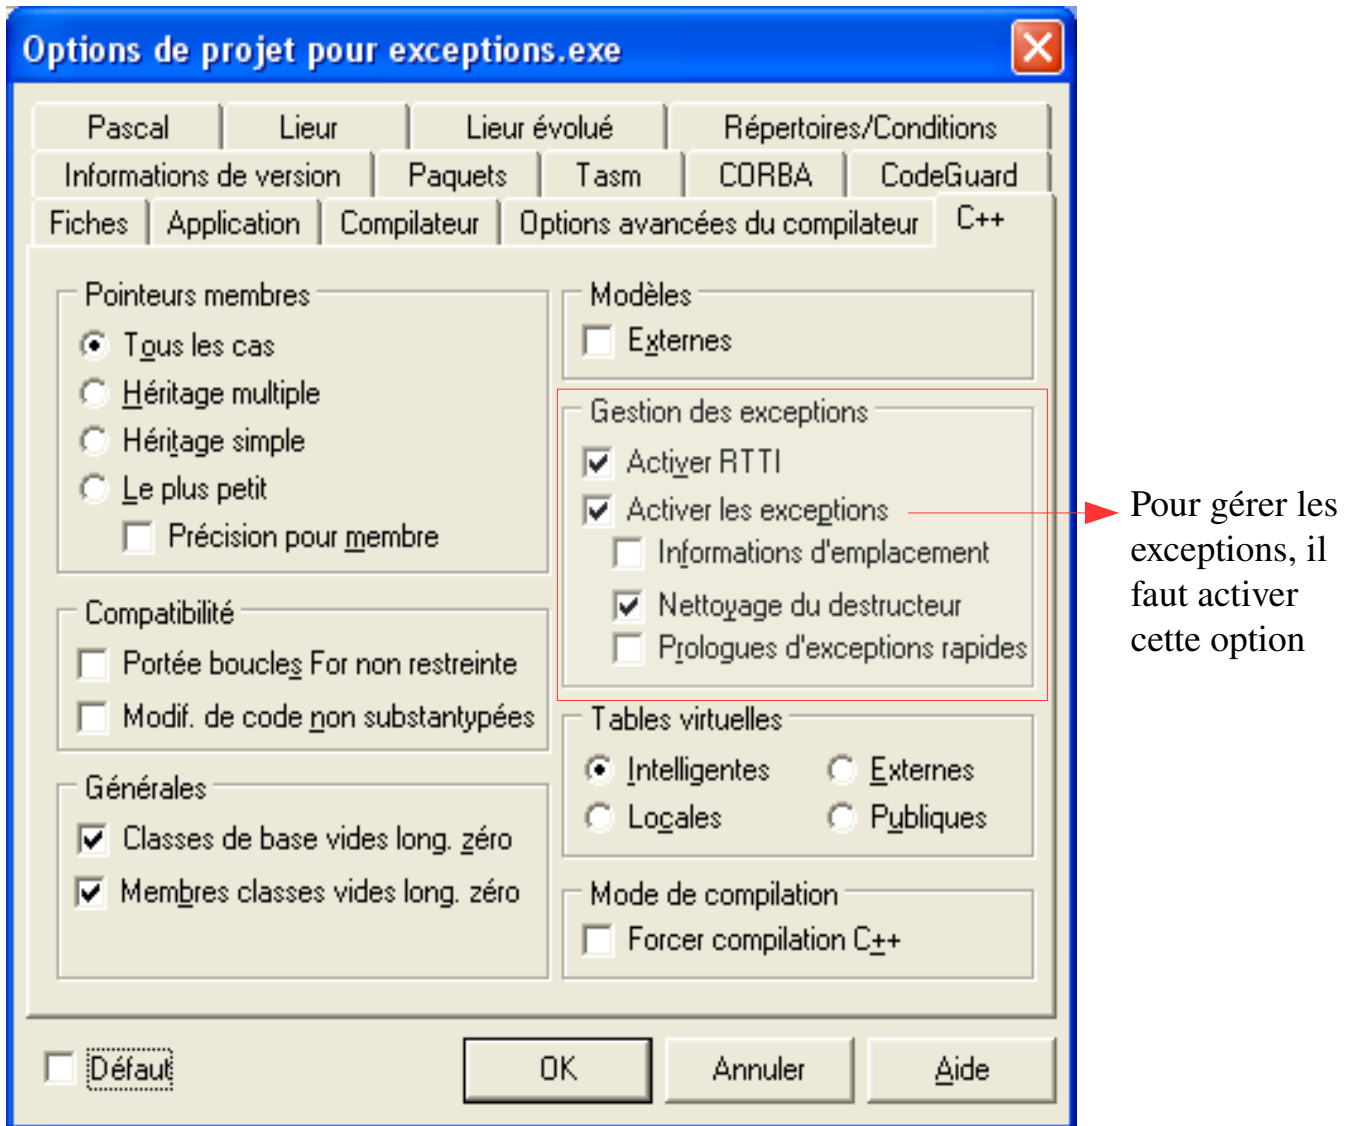 Options de projet pour exceptions.exe
Pascal
Lieur
Lieur évolué
Répertoires/Conditions
Informations de version
Paquets
Tasm
CORBA
CodeGuard
Fiches
Application
Compilateur
Options avancées du compilateur
C++
Pointeurs membres
Tous les cas
Héritage multiple
Héritage simple
Le plus petit
Précision pour membre
Compatibilité
Portée boucles For non restreinte
Modif. de code non substantypées
Générales
Classes de base vides long. zéro
Membres classes vides long. zéro
Modèles
Externes
Gestion des exceptions
Activer RTTI
Activer les exceptions
Informations d'emplacement
Nettoyage du destructeur
Prologues d'exceptions rapides
Tables virtuelles
Intelligentes
Externes
Locales
Publiques
Mode de compilation
Forcer compilation C++
Défaut
OK
Annuler
Aide
Pour gérer les
exceptions, il
faut activer
cette option